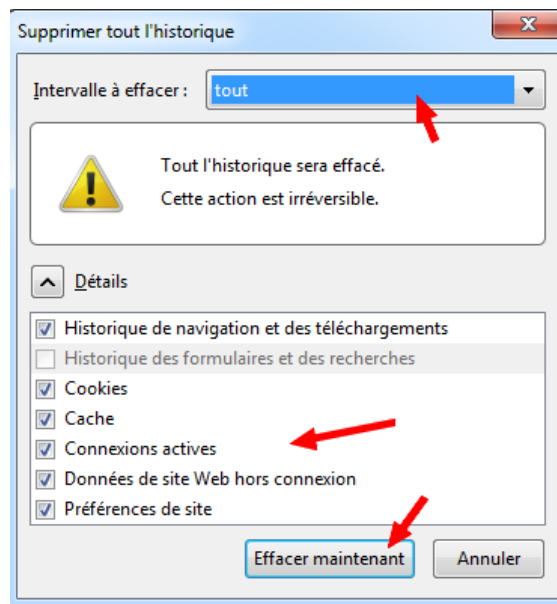 Supprimer tout l'historique
Intervalle à effacer : tout
Tout l'historique sera effacé.
Cette action est irréversible.
Détails
Historique de navigation et des téléchargements
Historique des formulaires et des recherches
Cookies
Cache
Connexions actives
Données de site Web hors connexion
Préférences de site
Effacer maintenant Annuler